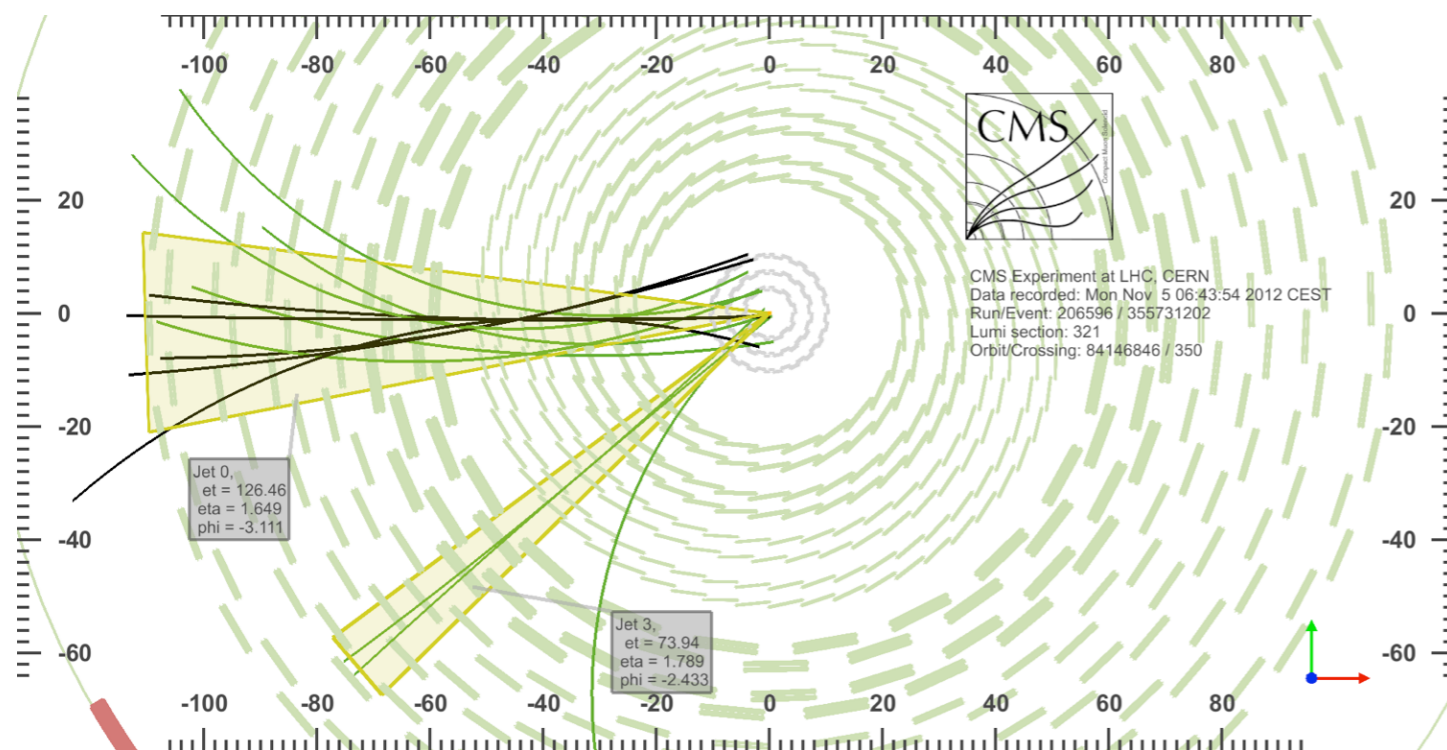 -100 -80 -60 -40 -20 0 20 40 60 80
CMS
Compact Muon Solenoid
20 20
0 0
-20 -20
-40 -40
-60 -60
CMS Experiment at LHC, CERN
Data recorded: Mon Nov 5 06:43:54 2012 CEST
Run/Event: 206596 / 355731202
Lumi section: 321
Orbit/Crossing: 84146846 / 350
Jet 0,
et = 126.46
eta = 1.649
phi = -3.111
Jet 3,
et = 73.94
eta = 1.789
phi = -2.433
-100 -80 -60 -40 -20 0 20 40 60 80